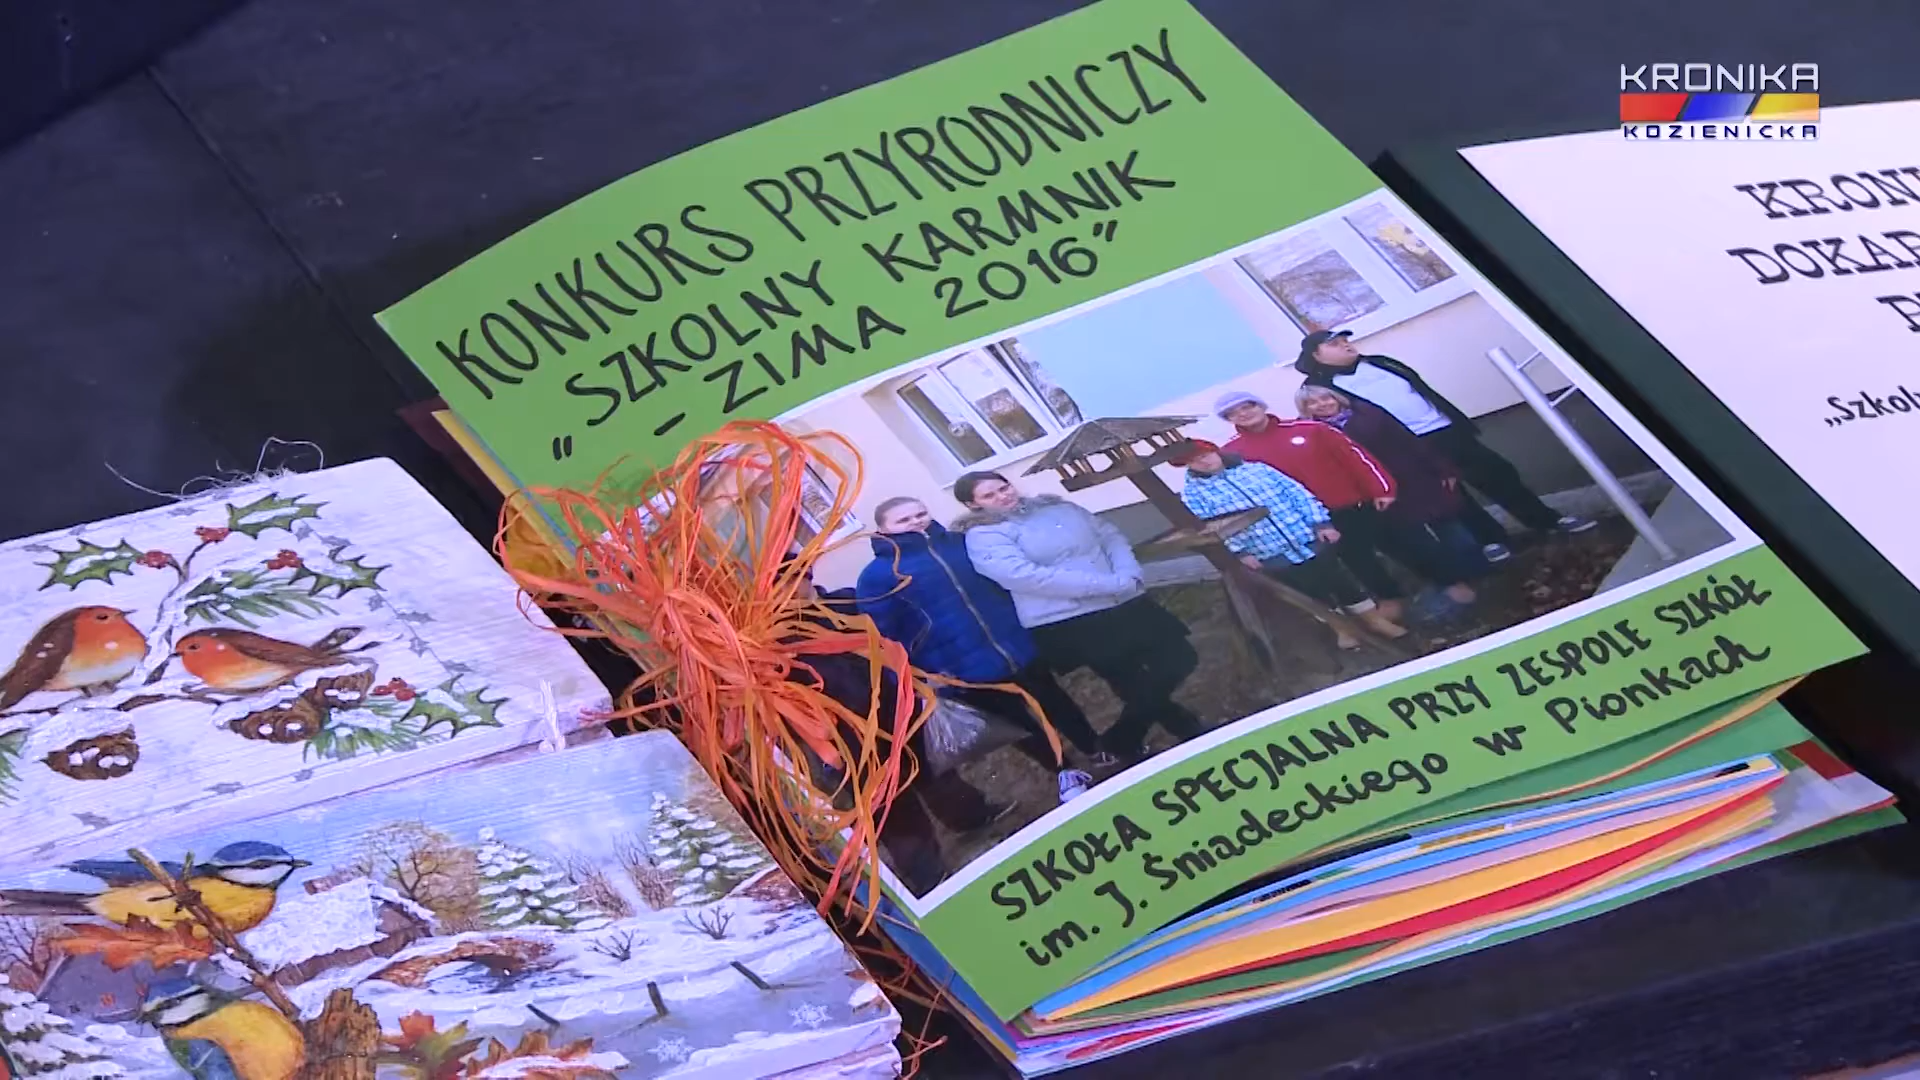 KRONIKA
KOZIENICKA
KONKURS PRZYRODNICZY
„SZKOLNY KARMNIK
- ZIMA 2016”
SZKOŁA SPECJALNA PRZY ZESPOLE SZKÓŁ
im. J. Śniadeckiego w Pionkach